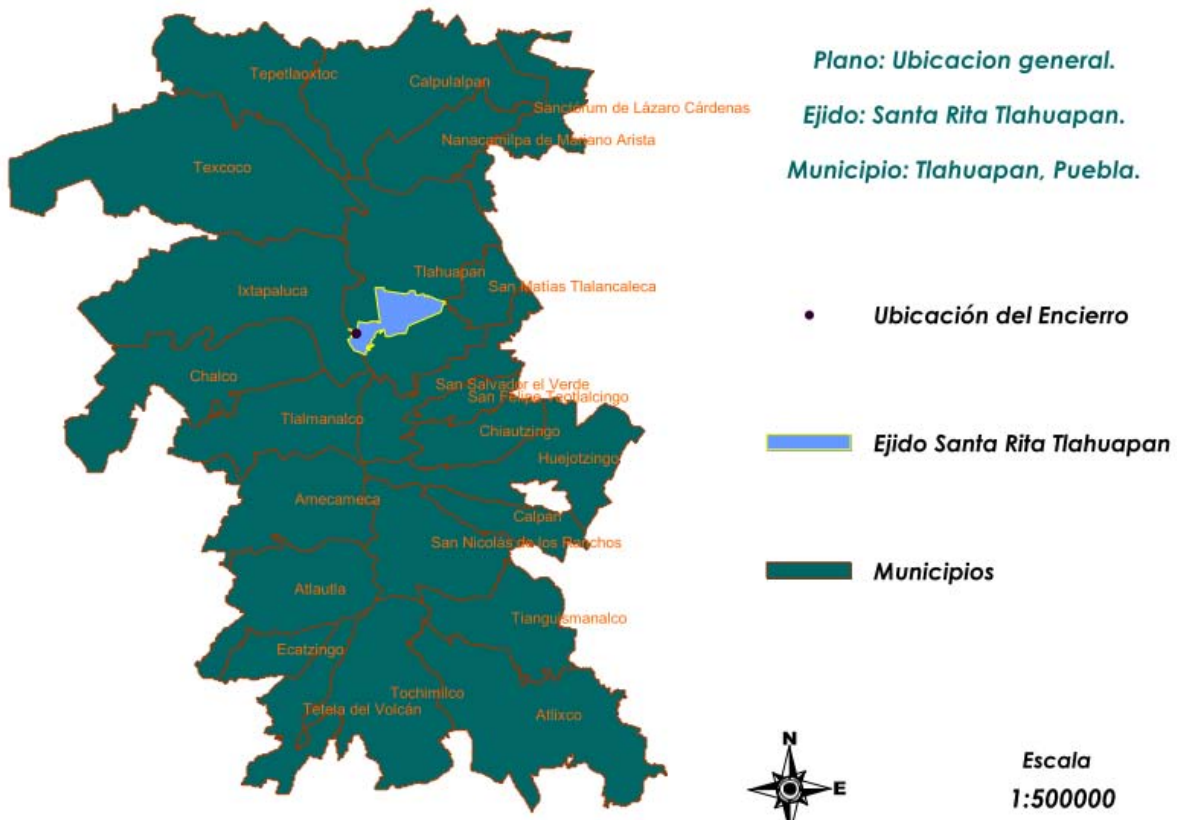 Plano: Ubicacion general.
Ejido: Santa Rita Tlahuapan.
Municipio: Tlahuapan, Puebla.
Tepetlaoxtoc
Calpulalpan
Sanctórum de Lázaro Cárdenas
Nanacamilpa de Mariano Arista
Texcoco
Tlahuapan
San Matías Tlalancaleca
Ixtapaluca
Ubicación del Encierro
Chalco
San Salvador el Verde
San Felipe Teotlalcingo
Tlalmanalco
Chiautzingo
Ejido Santa Rita Tlahuapan
Huejotzingo
Amecameca
Calpan
San Nicolás de los Ranchos
Municipios
Atlautla
Tianguismanalco
Ecatzingo
Tochimilco
Tetela del Volcán
Atlixco
N
E
Escala
1:500000